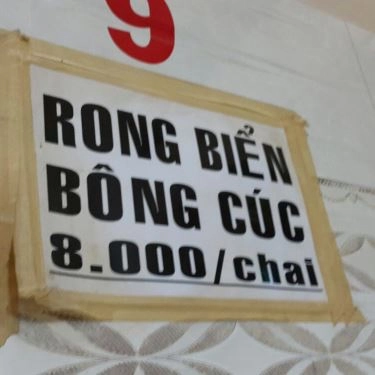 9
RONG BIỂN
BÔNG CÚC
8.000/chai